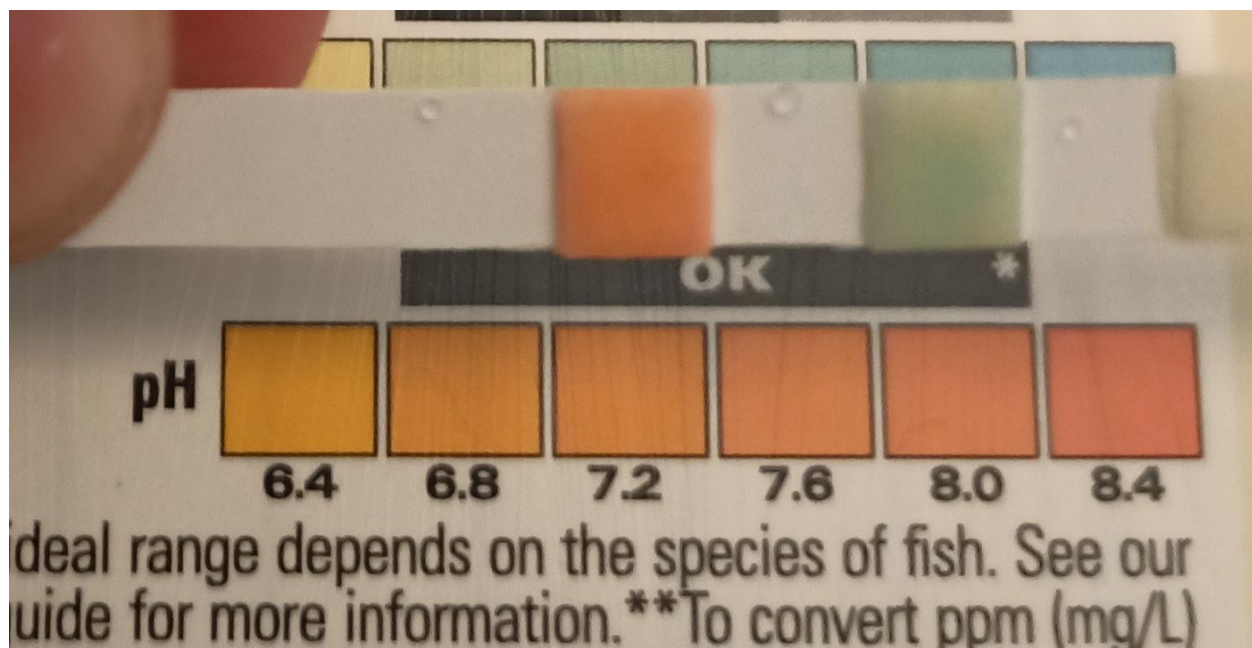 OK *
pH
6.4 6.8 7.2 7.6 8.0 8.4
ideal range depends on the species of fish. See our
uide for more information.**To convert ppm (mg/L)